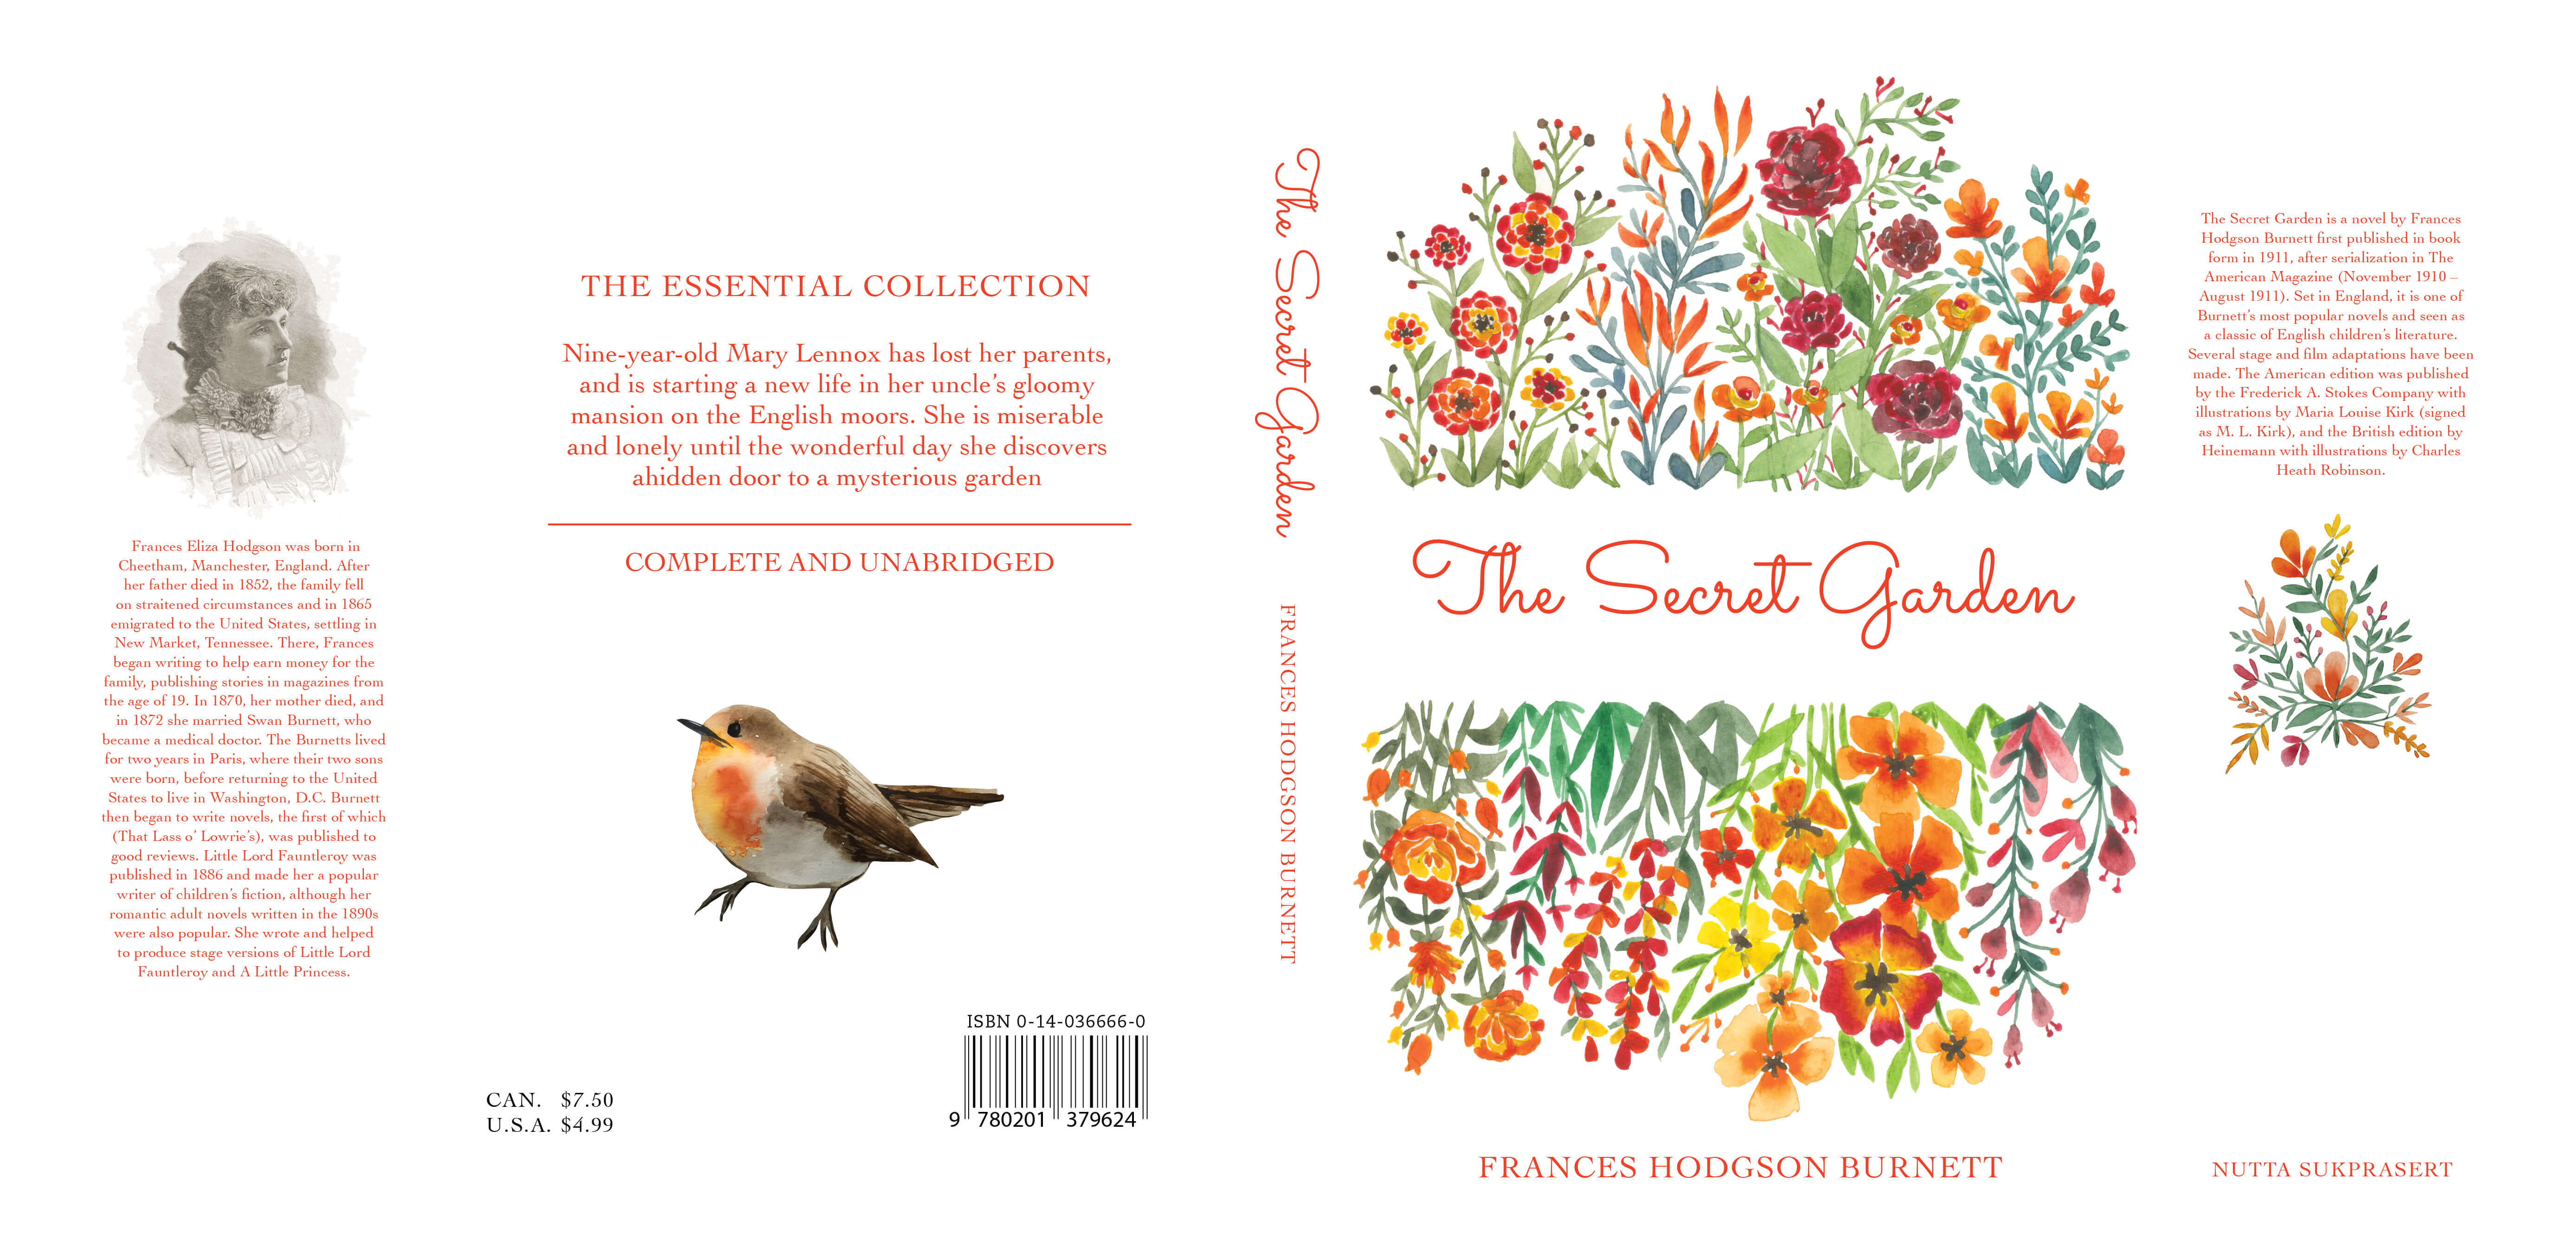 Frances Eliza Hodgson was born in
Cheetham, Manchester, England. After
her father died in 1852, the family fell
on straitened circumstances and in 1865
emigrated to the United States, settling in
New Market, Tennessee. There, Frances
began writing to help earn money for the
family, publishing stories in magazines from
the age of 19. In 1870, her mother died, and
in 1872 she married Swan Burnett, who
became a medical doctor. The Burnetts lived
for two years in Paris, where their two sons
were born, before returning to the United
States to live in Washington, D.C. Burnett
then began to write novels, the first of which
(That Lass o’ Lowrie’s), was published to
good reviews. Little Lord Fauntleroy was
published in 1886 and made her a popular
writer of children’s fiction, although her
romantic adult novels written in the 1890s
were also popular. She wrote and helped
to produce stage versions of Little Lord
Fauntleroy and A Little Princess.
THE ESSENTIAL COLLECTION
Nine-year-old Mary Lennox has lost her parents,
and is starting a new life in her uncle’s gloomy
mansion on the English moors. She is miserable
and lonely until the wonderful day she discovers
ahidden door to a mysterious garden
COMPLETE AND UNABRIDGED
CAN. $7.50
U.S.A. $4.99
ISBN 0-14-036666-0
9 780201 379624
The Secret Garden
FRANCES HODGSON BURNETT
The Secret Garden
FRANCES HODGSON BURNETT
The Secret Garden is a novel by Frances
Hodgson Burnett first published in book
form in 1911, after serialization in The
American Magazine (November 1910 –
August 1911). Set in England, it is one of
Burnett’s most popular novels and seen as
a classic of English children’s literature.
Several stage and film adaptations have been
made. The American edition was published
by the Frederick A. Stokes Company with
illustrations by Maria Louise Kirk (signed
as M. L. Kirk), and the British edition by
Heinemann with illustrations by Charles
Heath Robinson.
NUTTA SUKPRASERT